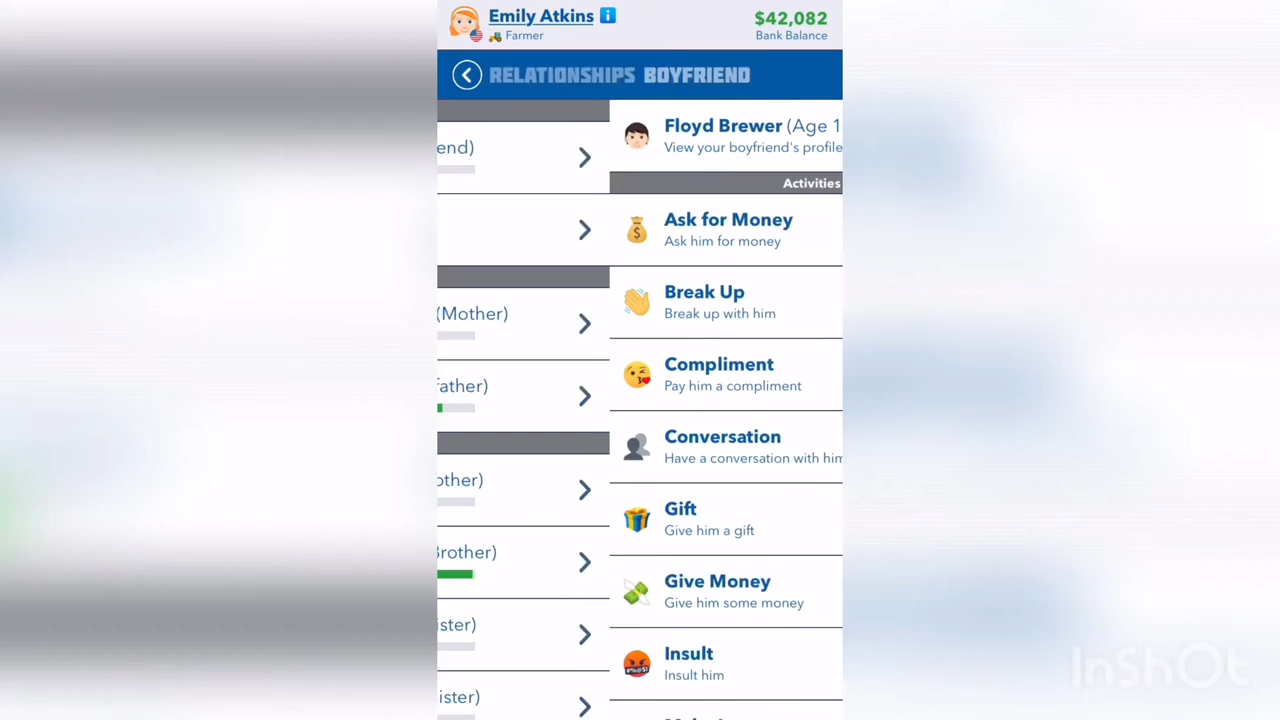 Emily Atkins
Farmer
$42,082
Bank Balance
RELATIONSHIPS BOYFRIEND
end)
(Mother)
ather)
other)
Brother)
ister)
ister)
Floyd Brewer (Age 1
View your boyfriend's profile
Activities
Ask for Money
Ask him for money
Break Up
Break up with him
Compliment
Pay him a compliment
Conversation
Have a conversation with him
Gift
Give him a gift
Give Money
Give him some money
Insult
Insult him
InShOt